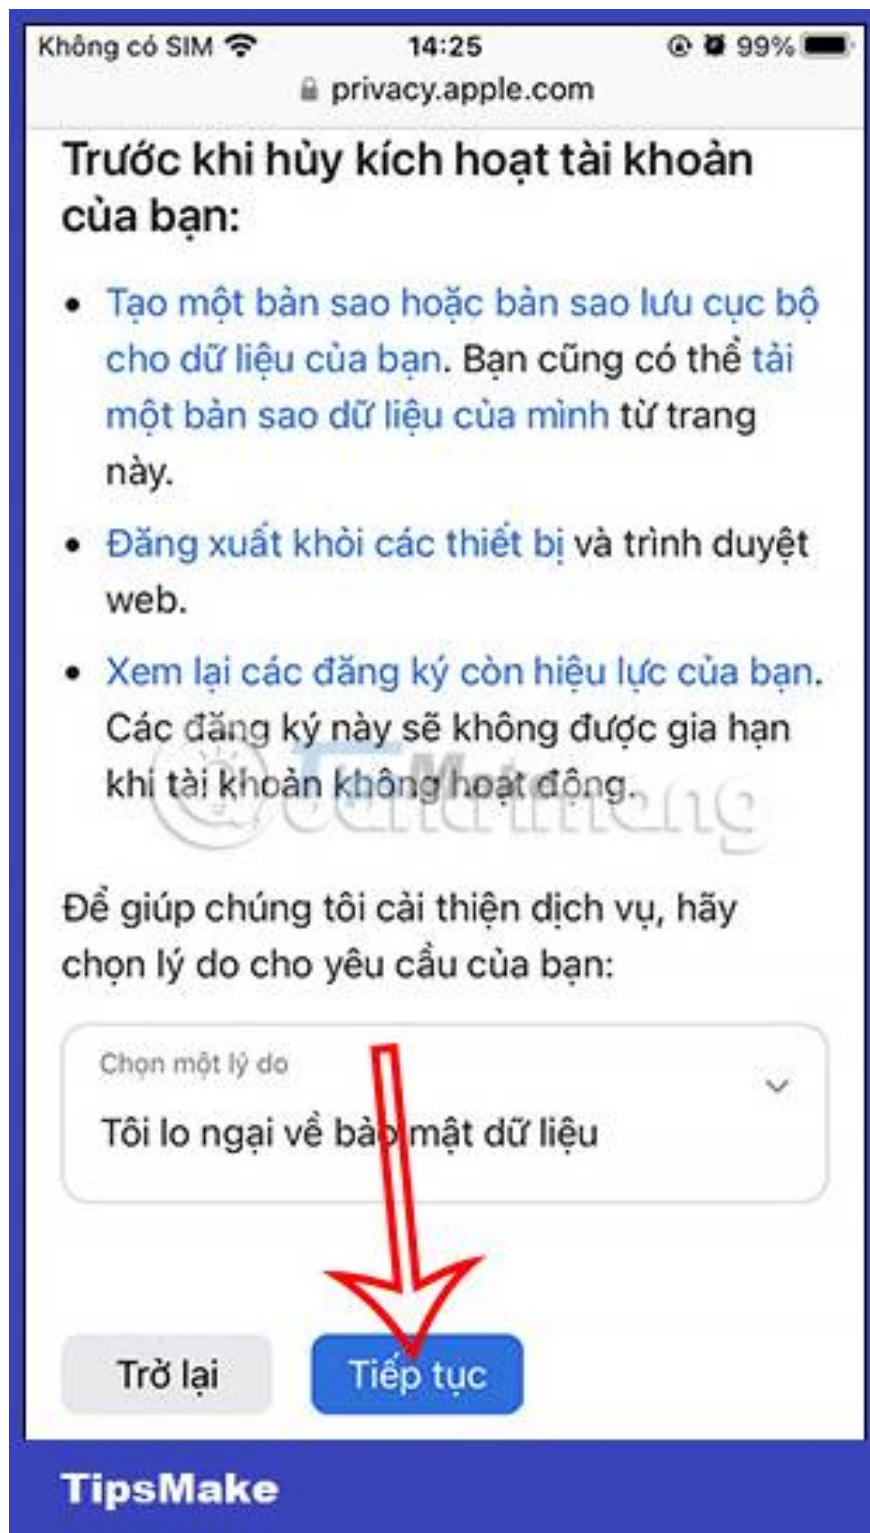 Không có SIM 14:25 99%
privacy.apple.com
Trước khi hủy kích hoạt tài khoản
của bạn:
• Tạo một bản sao hoặc bản sao lưu cục bộ
cho dữ liệu của bạn. Bạn cũng có thể tải
một bản sao dữ liệu của mình từ trang
này.
• Đăng xuất khỏi các thiết bị và trình duyệt
web.
• Xem lại các đăng ký còn hiệu lực của bạn.
Các đăng ký này sẽ không được gia hạn
khi tài khoản không hoạt động.
Để giúp chúng tôi cải thiện dịch vụ, hãy
chọn lý do cho yêu cầu của bạn:
Chọn một lý do
Tôi lo ngại về bảo mật dữ liệu
Trở lại Tiếp tục
TipsMake